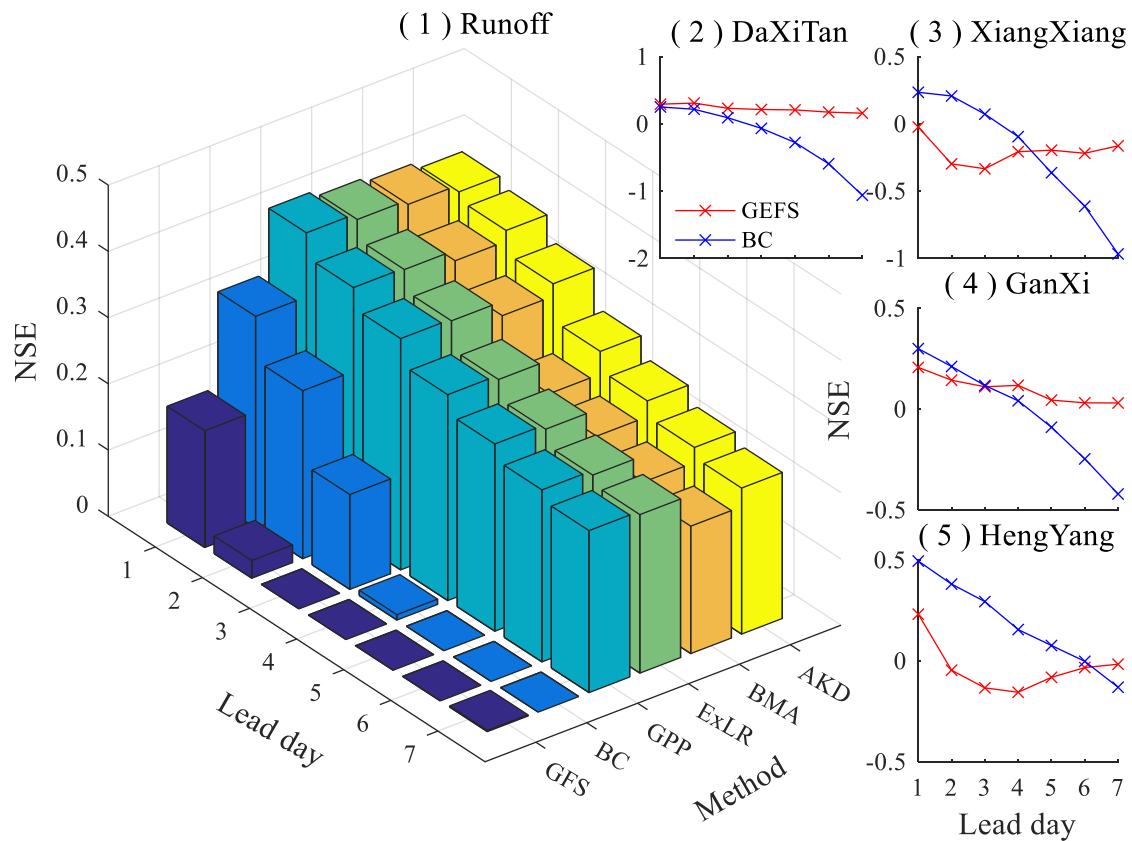 ( 1 ) Runoff
NSE
0.5
0.4
0.3
0.2
0.1
0
1
2
3
4
5
6
7
Lead day
GFS
BC
GPP
ExLR
BMA
AKD
Method
( 2 ) DaXiTan
1
0
-1
-2
GEFS
BC
( 3 ) XiangXiang
0.5
0
-0.5
-1
( 4 ) GanXi
NSE
0.5
0
-0.5
( 5 ) HengYang
0.5
0
-0.5
1 2 3 4 5 6 7
Lead day